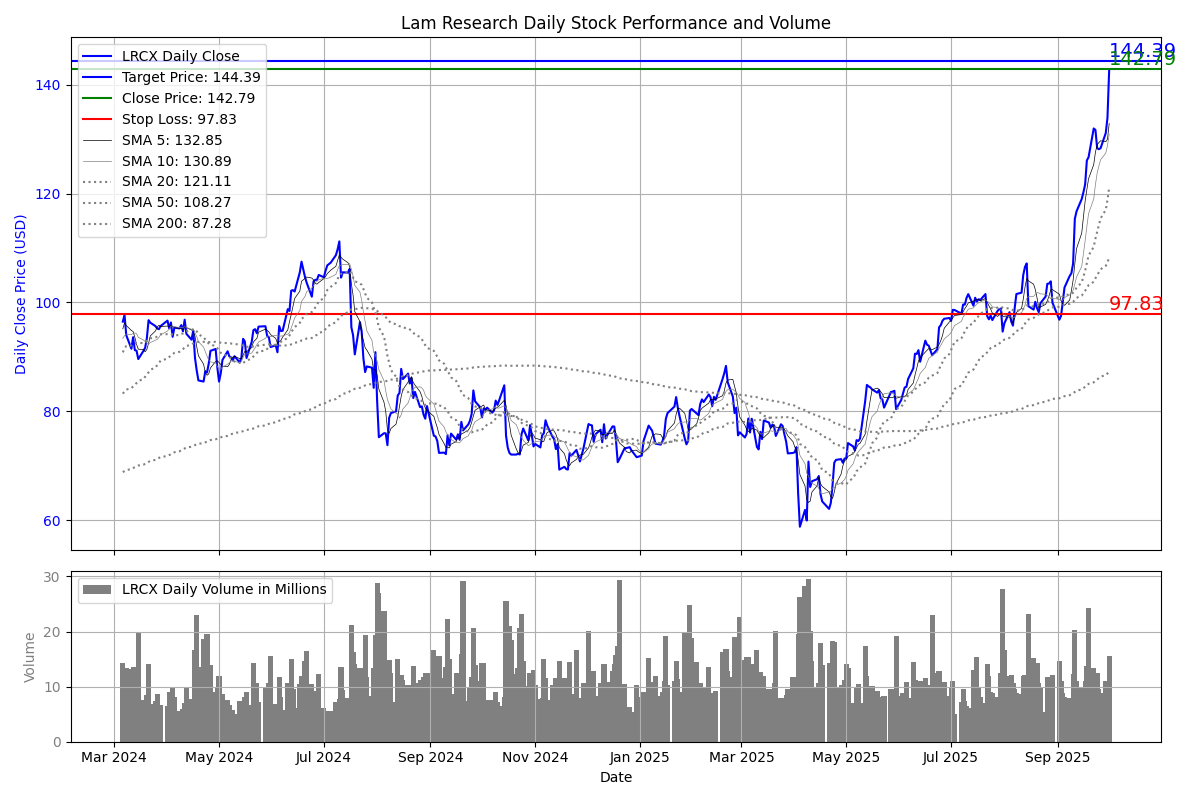 Lam Research Daily Stock Performance and Volume
LRCX Daily Close
Target Price: 144.39
Close Price: 142.79
Stop Loss: 97.83
SMA 5: 132.85
SMA 10: 130.89
SMA 20: 121.11
SMA 50: 108.27
SMA 200: 87.28
144.39
142.79
97.83
Daily Close Price (USD)
140
120
100
80
60
LRCX Daily Volume in Millions
Volume
30
20
10
0
Mar 2024
May 2024
Jul 2024
Sep 2024
Nov 2024
Jan 2025
Mar 2025
May 2025
Jul 2025
Sep 2025
Date